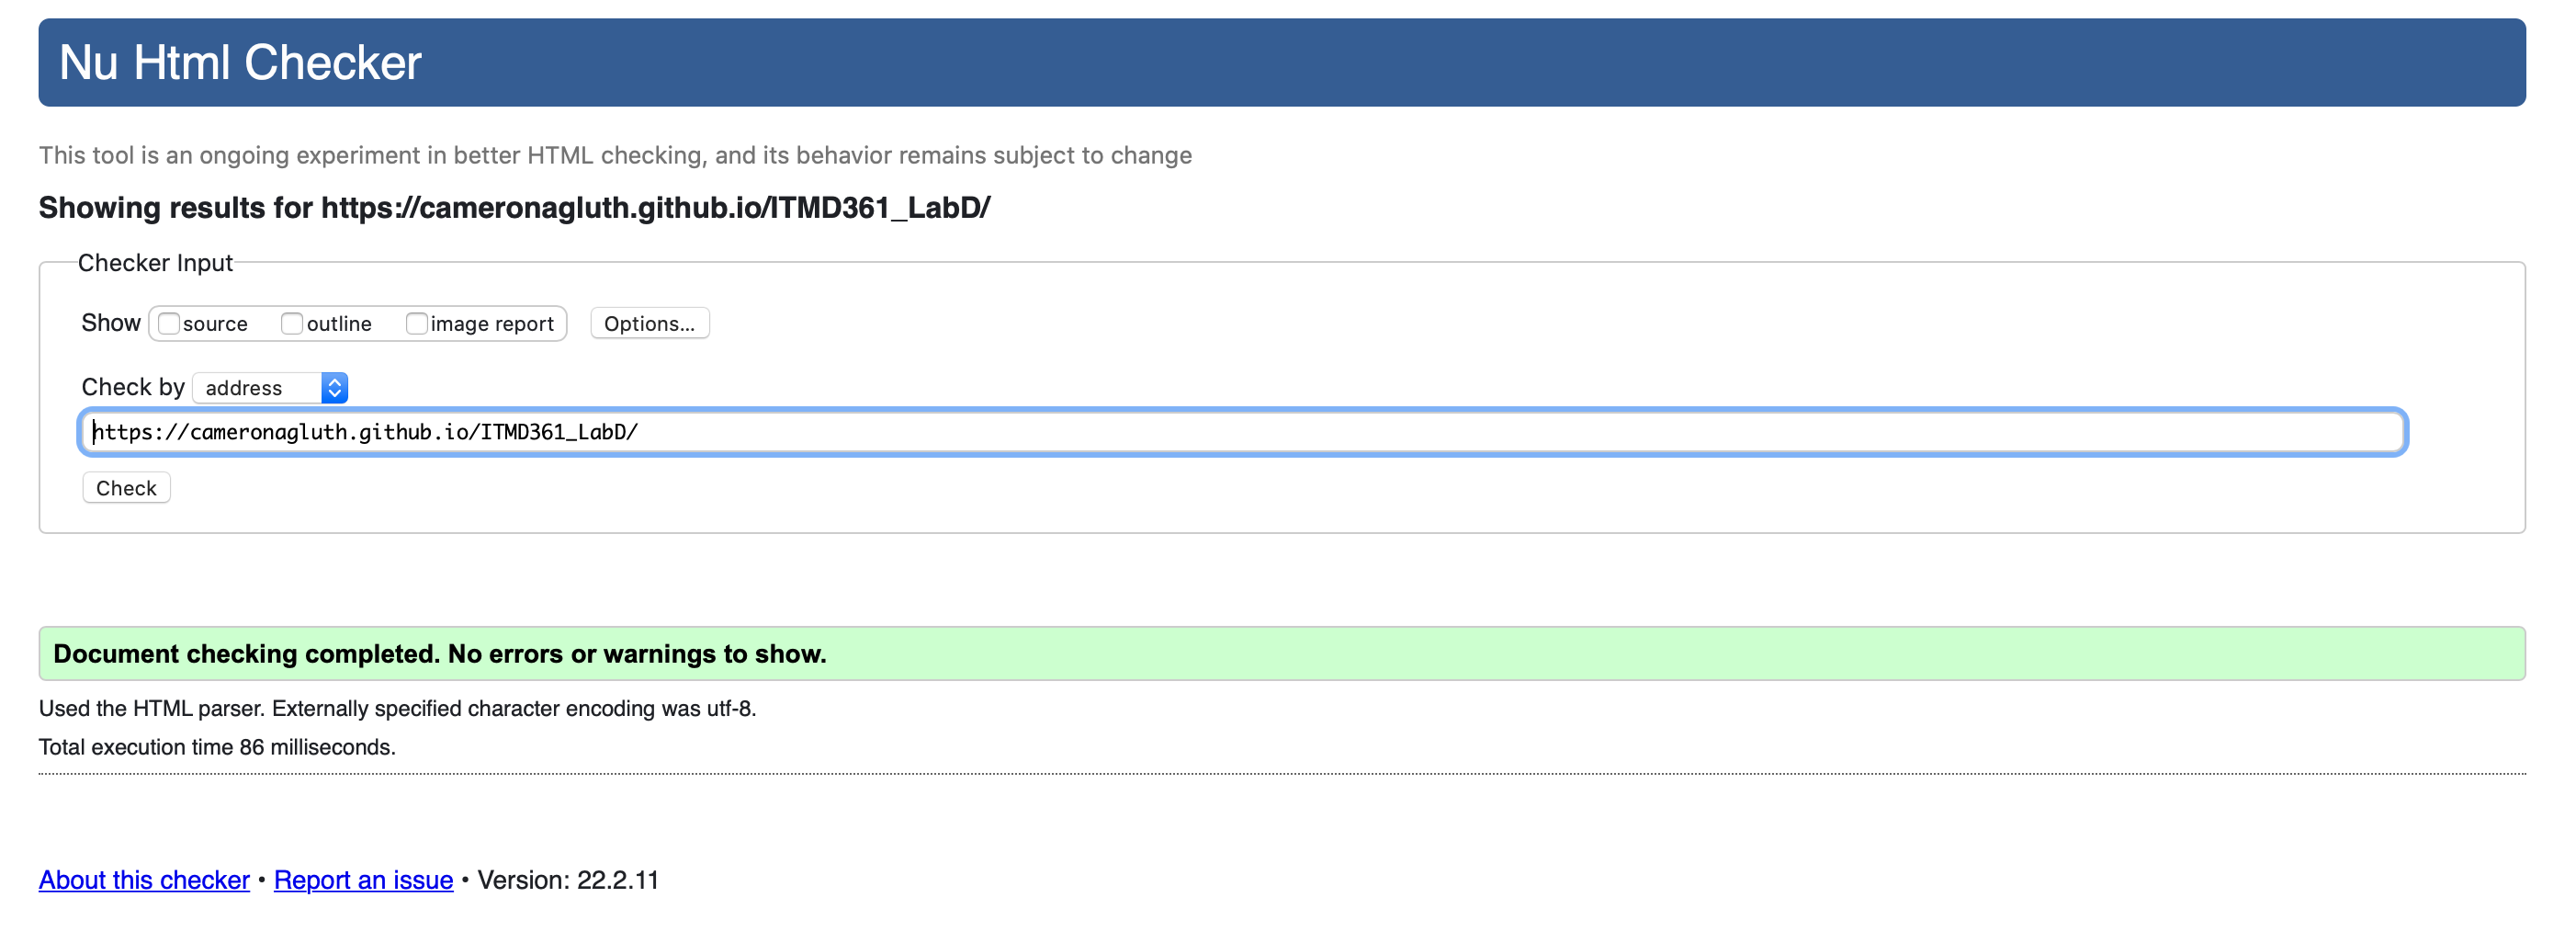 Nu Html Checker
This tool is an ongoing experiment in better HTML checking, and its behavior remains subject to change
Showing results for https://cameronagluth.github.io/ITMD361_LabD/
Checker Input
Show source outline image report Options...
Check by address
https://cameronagluth.github.io/ITMD361_LabD/
Check
Document checking completed. No errors or warnings to show.
Used the HTML parser. Externally specified character encoding was utf-8.
Total execution time 86 milliseconds.
About this checker • Report an issue • Version: 22.2.11